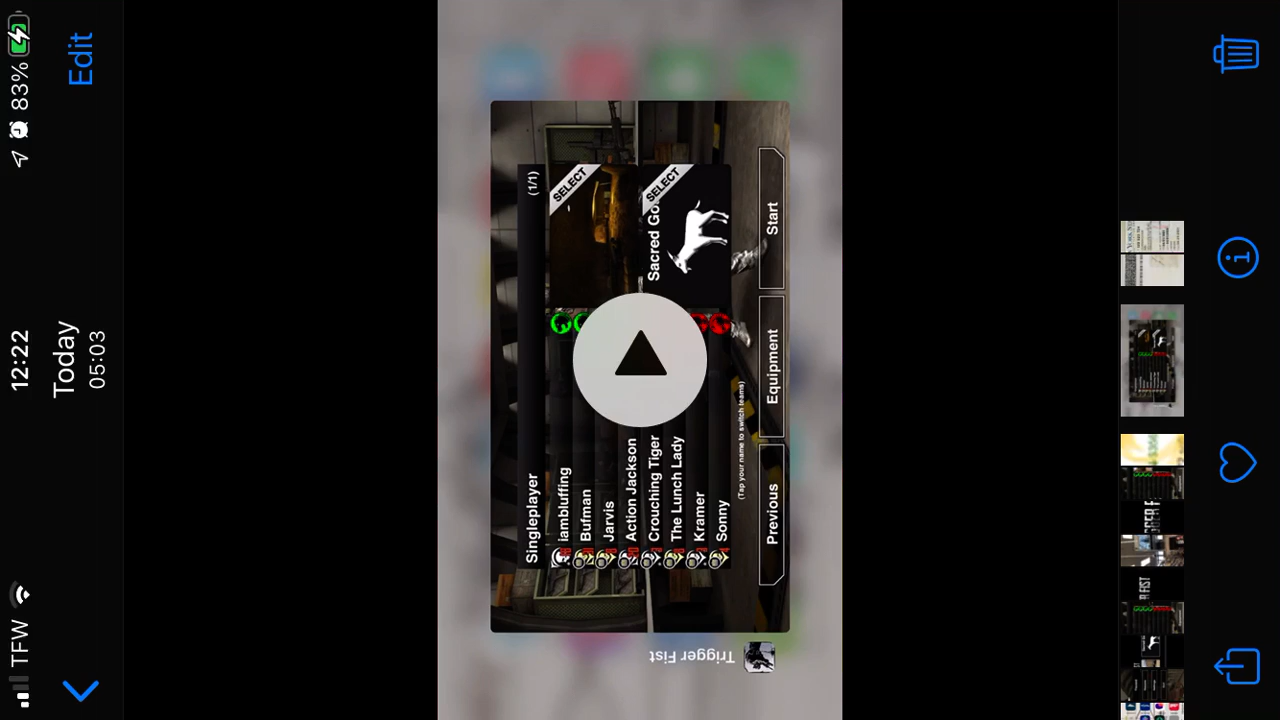 TFW
12:22
83%
Today
05:03
Edit
Singleplayer
(1/1)
iambluffing
Bufman
Jarvis
Action Jackson
Crouching Tiger
The Lunch Lady
Kramer
Sonny
SELECT
SELECT
Sacred Go
(Tap your name to switch teams)
Previous
Equipment
Start
Trigger Fist